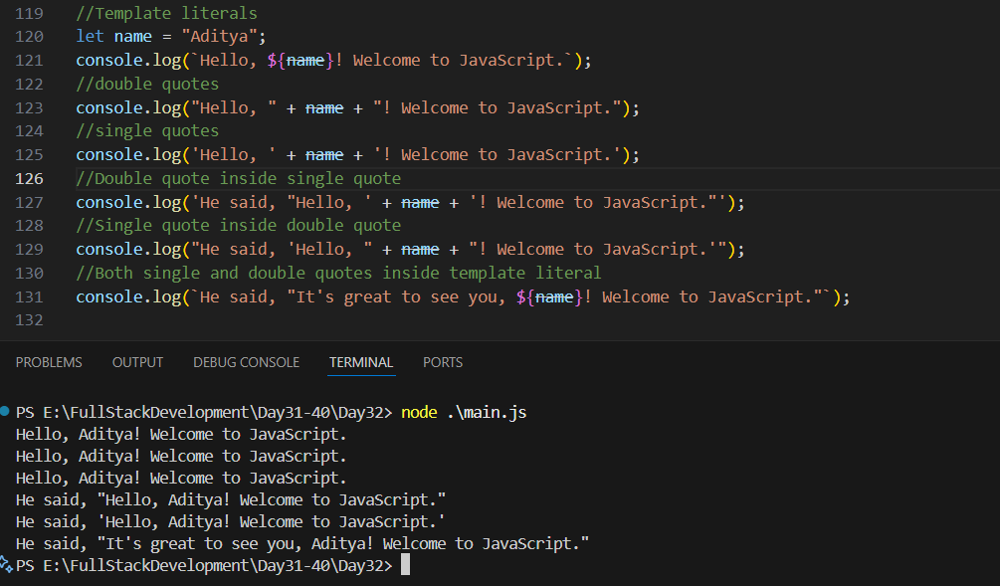 119 //Template literals
120 let name = "Aditya";
121 console.log(`Hello, ${name}! Welcome to JavaScript.`);
122 //double quotes
123 console.log("Hello, " + name + "! Welcome to JavaScript.");
124 //single quotes
125 console.log('Hello, ' + name + '! Welcome to JavaScript.');
126 //Double quote inside single quote
127 console.log('He said, "Hello, ' + name + '! Welcome to JavaScript."');
128 //Single quote inside double quote
129 console.log("He said, 'Hello, " + name + "! Welcome to JavaScript.'");
130 //Both single and double quotes inside template literal
131 console.log(`He said, "It's great to see you, ${name}! Welcome to JavaScript."`);
132
PROBLEMS OUTPUT DEBUG CONSOLE TERMINAL PORTS
PS E:\FullStackDevelopment\Day31-40\Day32> node .\main.js
Hello, Aditya! Welcome to JavaScript.
Hello, Aditya! Welcome to JavaScript.
Hello, Aditya! Welcome to JavaScript.
He said, "Hello, Aditya! Welcome to JavaScript."
He said, 'Hello, Aditya! Welcome to JavaScript.'
He said, "It's great to see you, Aditya! Welcome to JavaScript."
PS E:\FullStackDevelopment\Day31-40\Day32>